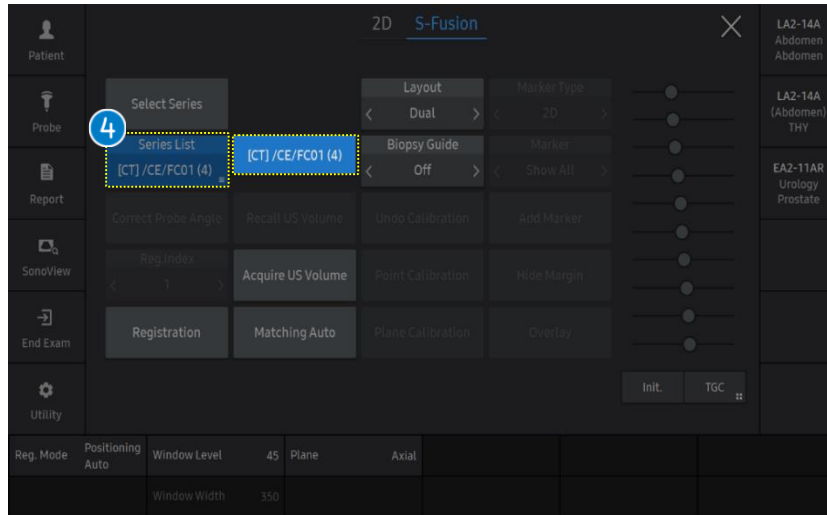 2D S-Fusion
Patient
Probe
Report
SonoView
End Exam
Utility
Select Series
Layout
Dual
Marker Type
2D
4
Series List
[CT] /CE/FC01 (4)
[CT] /CE/FC01 (4)
Biopsy Guide
Off
Marker
Show All
Correct Probe Angle
Recall US Volume
Undo Calibration
Add Marker
Reg.Index
1
Acquire US Volume
Point Calibration
Hide Margin
Registration
Matching Auto
Plane Calibration
Overlay
Init.
TGC
LA2-14A
Abdomen
Abdomen
LA2-14A
(Abdomen)
THY
EA2-11AR
Urology
Prostate
Reg. Mode
Positioning
Auto
Window Level 45
Plane Axial
Window Width 350